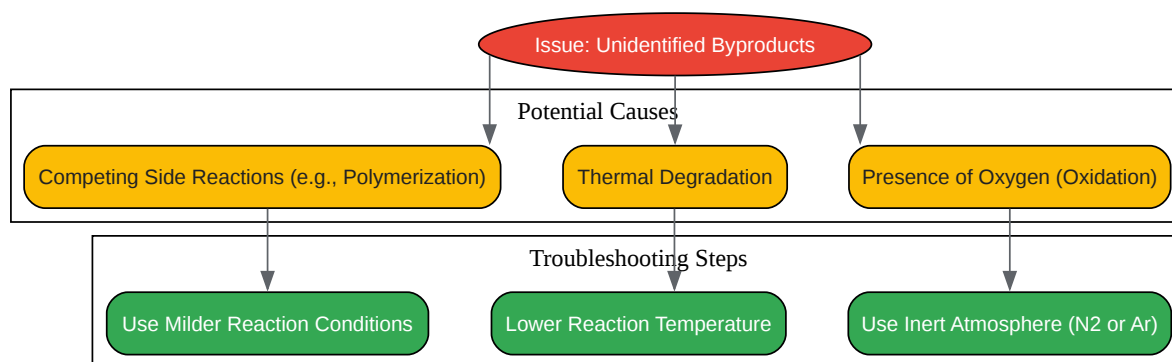 Issue: Unidentified Byproducts
Potential Causes
Competing Side Reactions (e.g., Polymerization)
Thermal Degradation
Presence of Oxygen (Oxidation)
Troubleshooting Steps
Use Milder Reaction Conditions
Lower Reaction Temperature
Use Inert Atmosphere (N2 or Ar)